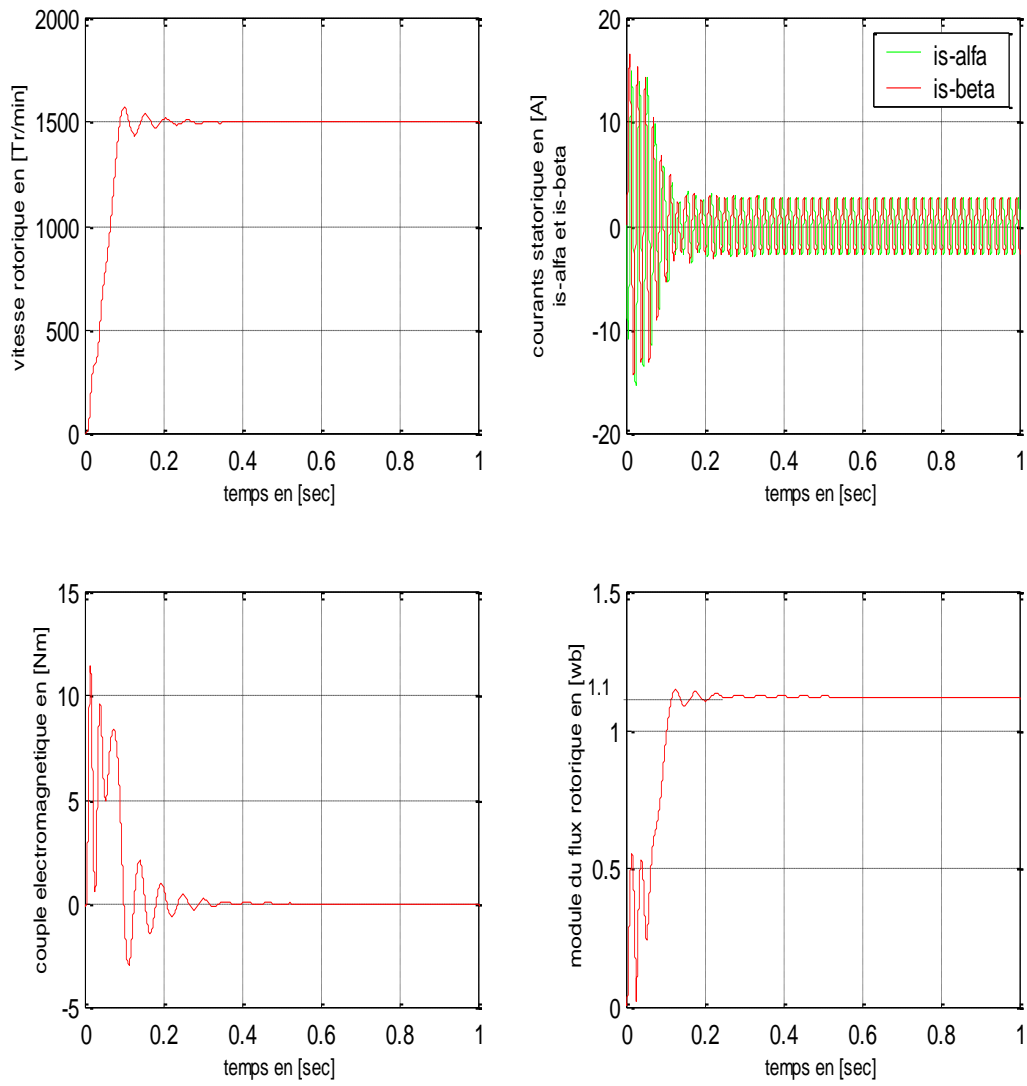 vitesse rotorique en [Tr/min]
2000
1500
1000
500
0
0 0.2 0.4 0.6 0.8 1
temps en [sec]
courants statorique en [A]
is-alfa et is-beta
20
10
0
-10
-20
is-alfa
is-beta
0 0.2 0.4 0.6 0.8 1
temps en [sec]
couple electromagnetique en [Nm]
15
10
5
0
-5
0 0.2 0.4 0.6 0.8 1
temps en [sec]
module du flux rotorique en [wb]
1.5
1.1
1
0.5
0
0 0.2 0.4 0.6 0.8 1
temps en [sec]